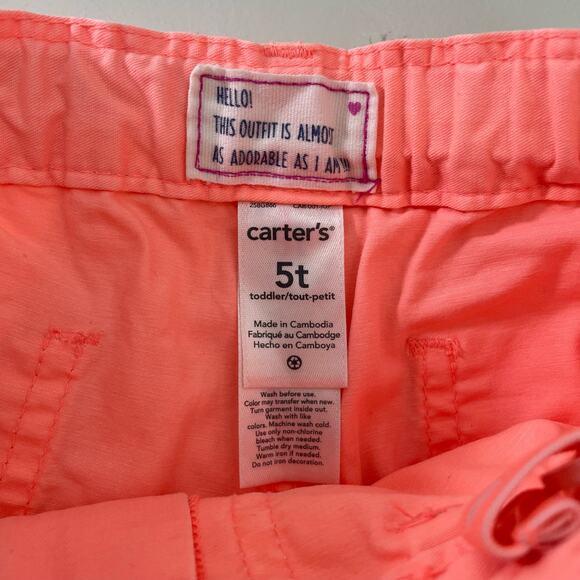 HELLO!
THIS OUTFIT IS ALMOST
AS ADORABLE AS I AM!!!
258G866
carter's®
5t
toddler/tout-petit
Made in Cambodia
Fabriqué au Cambodge
Hecho en Camboya
Wash before use.
Color may transfer when new.
Turn garment inside out.
Wash with like
colors. Machine wash cold.
Use only non-chlorine
bleach when needed.
Tumble dry medium.
Warm iron if needed.
Do not iron decoration.